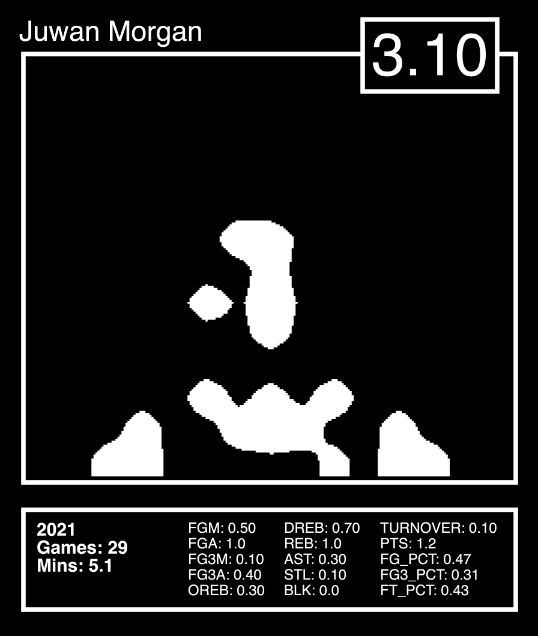 Juwan Morgan
3.10
2021
Games: 29
Mins: 5.1
FGM: 0.50
FGA: 1.0
FG3M: 0.10
FG3A: 0.40
OREB: 0.30
DREB: 0.70
REB: 1.0
AST: 0.30
STL: 0.10
BLK: 0.0
TURNOVER: 0.10
PTS: 1.2
FG_PCT: 0.47
FG3_PCT: 0.31
FT_PCT: 0.43